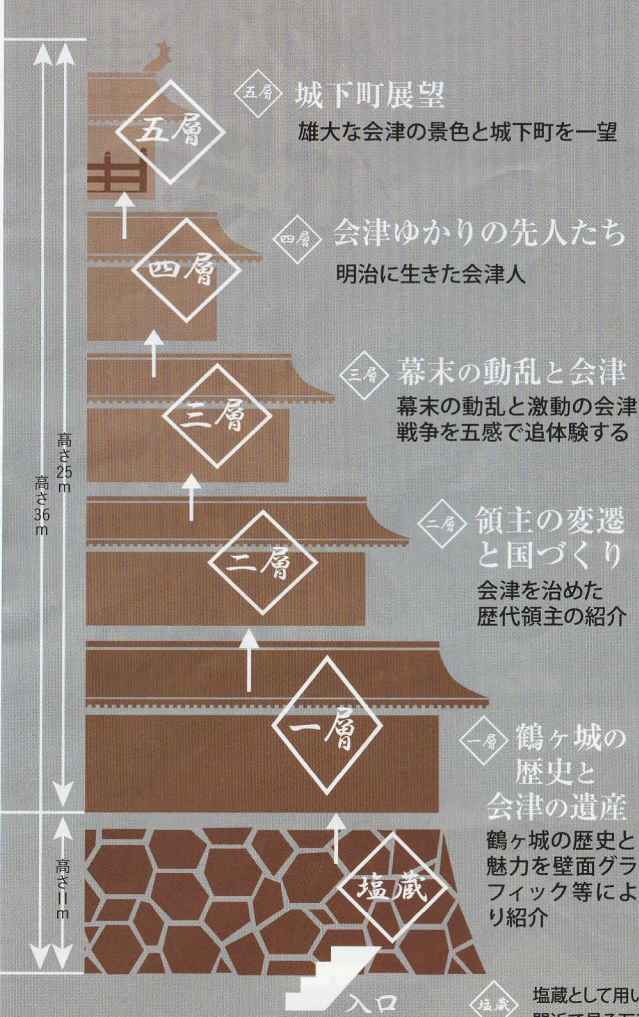 五層
五層 城下町展望
雄大な会津の景色と城下町を一望
四層
四層 会津ゆかりの先人たち
明治に生きた会津人
三層
三層 幕末の動乱と会津
幕末の動乱と激動の会津
戦争を五感で追体験する
高さ25m
高さ36m
二層
二層 領主の変遷
と国づくり
会津を治めた
歴代領主の紹介
一層
一層 鶴ヶ城の
歴史と
会津の遺産
鶴ヶ城の歴史と
魅力を壁面グラ
フィック等によ
り紹介
高さ11m
塩蔵
入口
塩蔵 塩蔵として用い